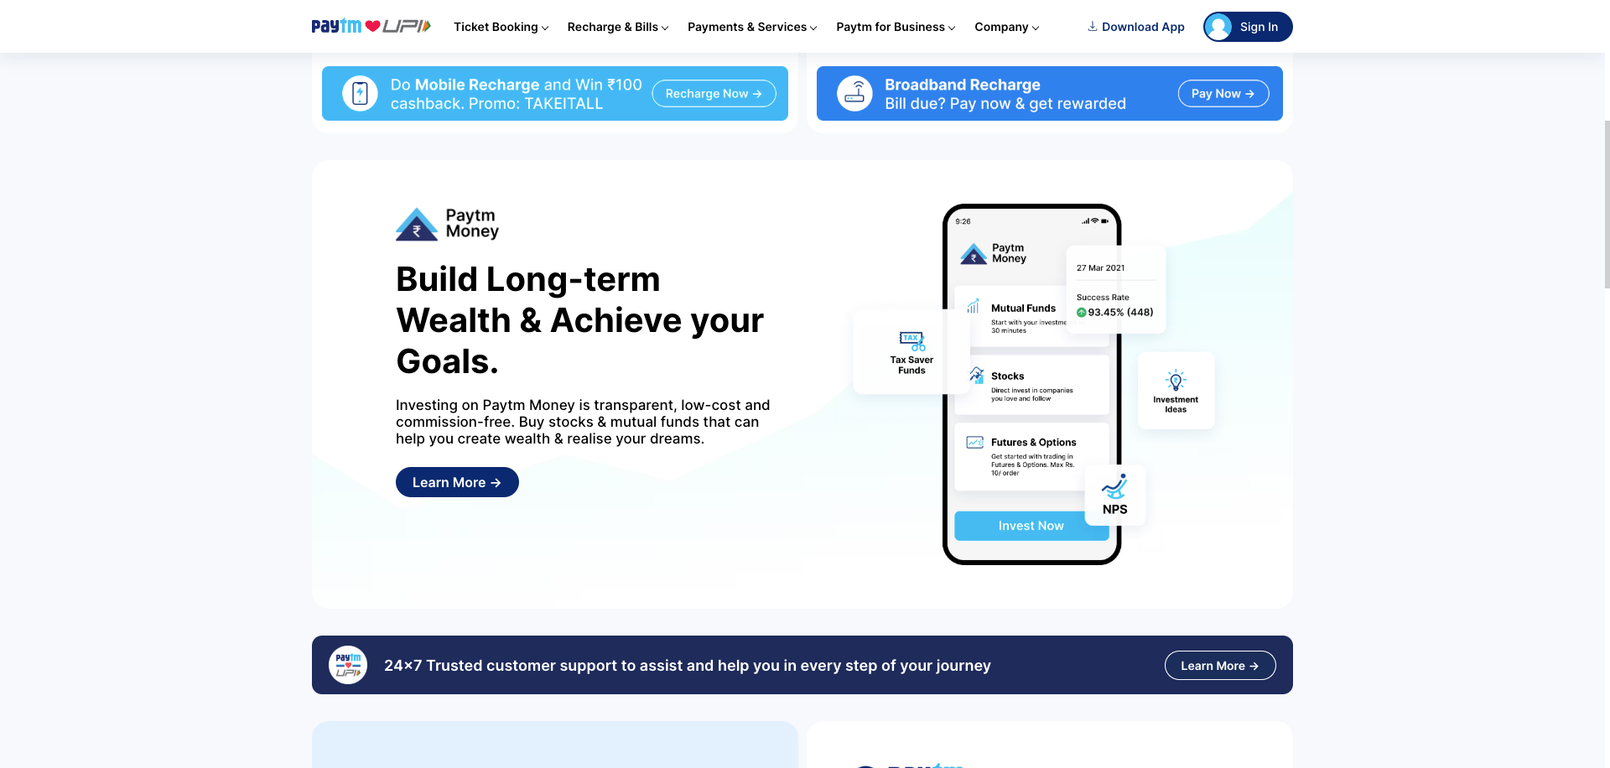 paytm UPI
Ticket Booking
Recharge & Bills
Payments & Services
Paytm for Business
Company
Download App
Sign In
Do Mobile Recharge and Win ₹100
cashback. Promo: TAKEITALL
Recharge Now →
Broadband Recharge
Bill due? Pay now & get rewarded
Pay Now →
Paytm
Money
Build Long-term
Wealth & Achieve your
Goals.
Investing on Paytm Money is transparent, low-cost and
commission-free. Buy stocks & mutual funds that can
help you create wealth & realise your dreams.
Learn More →
9:26
Paytm
Money
27 Mar 2021
Success Rate
93.45% (448)
Mutual Funds
Start with your investme
30 minutes
TAX
Tax Saver
Funds
Stocks
Direct invest in companies
you love and follow
Investment
Ideas
Futures & Options
Get started with trading in
Futures & Options. Max Rs.
10/ order
NPS
Invest Now
paytm
UPI
24×7 Trusted customer support to assist and help you in every step of your journey
Learn More →